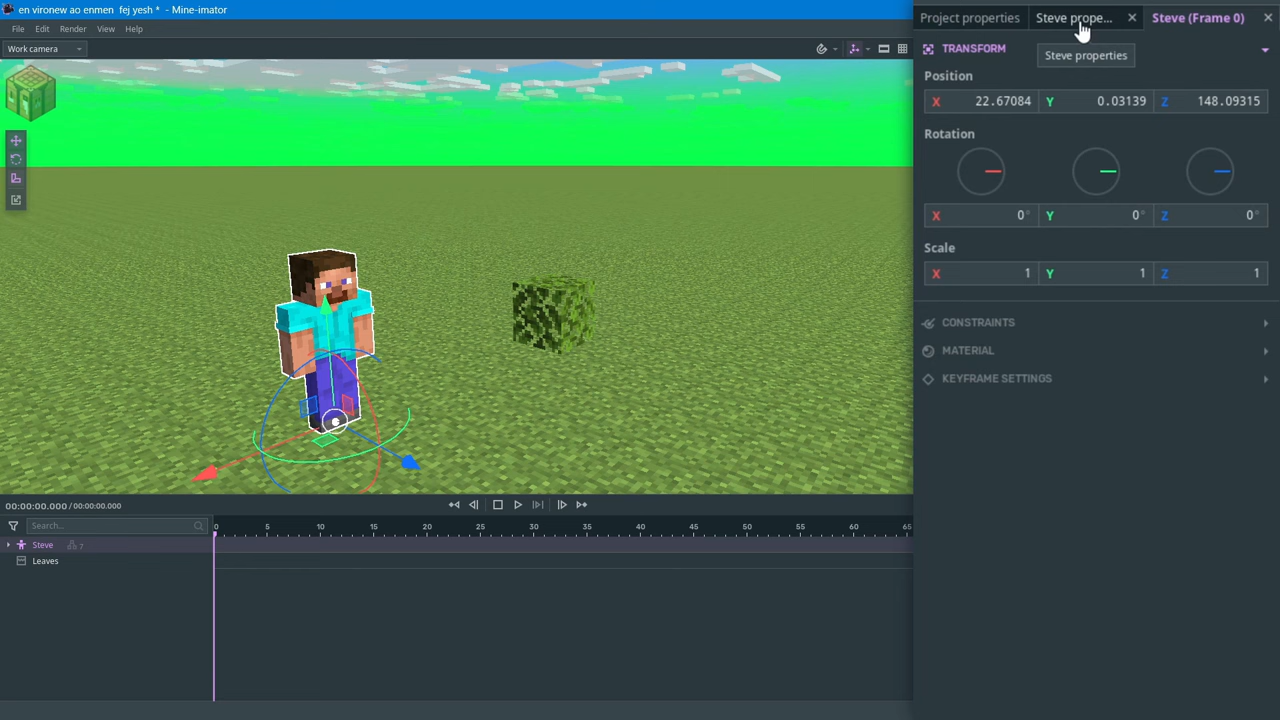 en vironew ao enmen  fej yesh * - Mine-imator
File Edit Render View Help
Work camera
Project properties Steve prope... Steve (Frame 0)
Steve properties
TRANSFORM
Position
X 22.67084 Y 0.03139 Z 148.09315
Rotation
X 0° Y 0° Z 0°
Scale
X 1 Y 1 Z 1
CONSTRAINTS
MATERIAL
KEYFRAME SETTINGS
00:00:00.000 / 00:00:00.000
Search...
0 5 10 15 20 25 30 35 40 45 50 55 60 65
Steve 7
Leaves